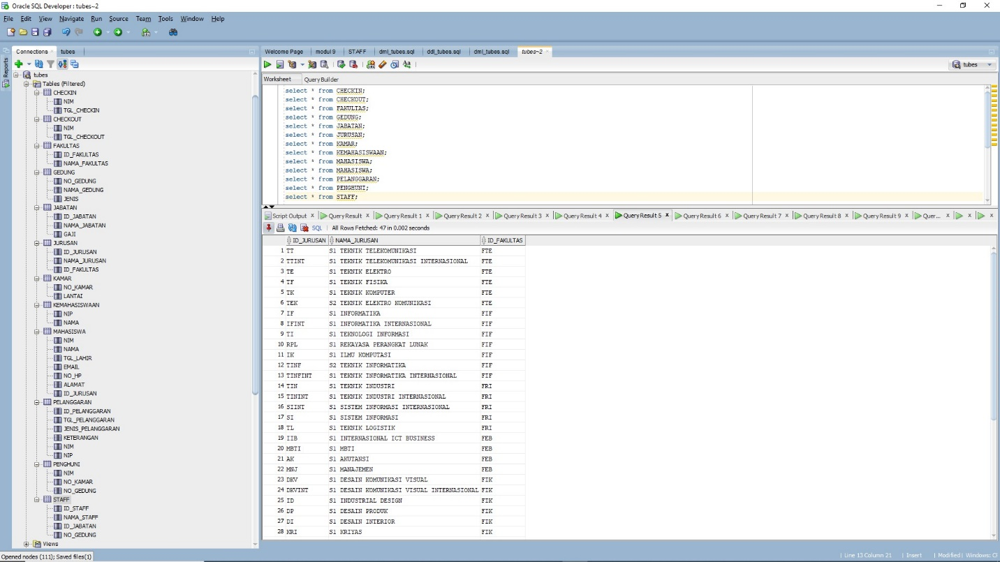 Oracle SQL Developer : tubes~2
File Edit View Navigate Run Source Team Tools Window Help
Connections tubes
Welcome Page modul 9 STAFF dml_tubes.sql ddl_tubes.sql dml_tubes.sql tubes~2
Reports
tubes
Worksheet Query Builder
tubes
Tables (Filtered)
CHECKIN
NIM
TGL_CHECKIN
CHECKOUT
NIM
TGL_CHECKOUT
FAKULTAS
ID_FAKULTAS
NAMA_FAKULTAS
GEDUNG
NO_GEDUNG
NAMA_GEDUNG
JENIS
JABATAN
ID_JABATAN
NAMA_JABATAN
GAJI
JURUSAN
ID_JURUSAN
NAMA_JURUSAN
ID_FAKULTAS
KAMAR
NO_KAMAR
LANTAI
KEMAHASISWAAN
NIP
NAMA
MAHASISWA
NIM
NAMA
TGL_LAHIR
EMAIL
NO_HP
ALAMAT
ID_JURUSAN
PELANGGARAN
ID_PELANGGARAN
TGL_PELANGGARAN
JENIS_PELANGGARAN
KETERANGAN
NIM
NIP
PENGHUNI
NIM
NO_KAMAR
NO_GEDUNG
STAFF
ID_STAFF
NAMA_STAFF
ID_JABATAN
NO_GEDUNG
Views
select * from CHECKIN;
select * from CHECKOUT;
select * from FAKULTAS;
select * from GEDUNG;
select * from JABATAN;
select * from JURUSAN;
select * from KAMAR;
select * from KEMAHASISWAAN;
select * from MAHASISWA;
select * from MAHASISWA;
select * from PELANGGARAN;
select * from PENGHUNI;
select * from STAFF;
Script Output x Query Result x Query Result 1 x Query Result 2 x Query Result 3 x Query Result 4 x Query Result 5 x Query Result 6 x Query Result 7 x Query Result 8 x Query Result 9 x Quer... x x x
SQL | All Rows Fetched: 47 in 0.002 seconds
ID_JURUSAN NAMA_JURUSAN ID_FAKULTAS
1 TT S1 TEKNIK TELEKOMUNIKASI FTE
2 TTINT S1 TEKNIK TELEKOMUNIKASI INTERNASIONAL FTE
3 TE S1 TEKNIK ELEKTRO FTE
4 TF S1 TEKNIK FISIKA FTE
5 TK S1 TEKNIK KOMPUTER FTE
6 TEK S2 TEKNIK ELEKTRO KOMUNIKASI FTE
7 IF S1 INFORMATIKA FIF
8 IFINT S1 INFORMATIKA INTERNASIONAL FIF
9 TI S1 TEKNOLOGI INFORMASI FIF
10 RPL S1 REKAYASA PERANGKAT LUNAK FIF
11 IK S1 ILMU KOMPUTASI FIF
12 TINF S2 TEKNIK INFORMATIKA FIF
13 TINFINT S1 TEKNIK INFORMATIKA INTERNASIONAL FIF
14 TIN S1 TEKNIK INDUSTRI FRI
15 TININT S1 TEKNIK INDUSTRI INTERNASIONAL FRI
16 SIINT S1 SISTEM INFORMASI INTERNASIONAL FRI
17 SI S1 SISTEM INFORMASI FRI
18 TL S1 TEKNIK LOGISTIK FRI
19 IIB S1 INTERNASIONAL ICT BUSINESS FEB
20 MBTI S1 MBTI FEB
21 AK S1 AKUTANSI FEB
22 MNJ S1 MANAJEMEN FEB
23 DKV S1 DESAIN KOMUNIKASI VISUAL FIK
24 DKVINT S1 DESAIN KOMUNIKASI VISUAL INTERNASIONAL FIK
25 ID S1 INDUSTRIAL DESIGN FIK
26 DP S1 DESAIN PRODUK FIK
27 DI S1 DESAIN INTERIOR FIK
28 KRI S1 KRIYAS FIK
Opened nodes (111); Saved files(1)
| Line 13 Column 21 | Insert | Modified | Windows: Cl